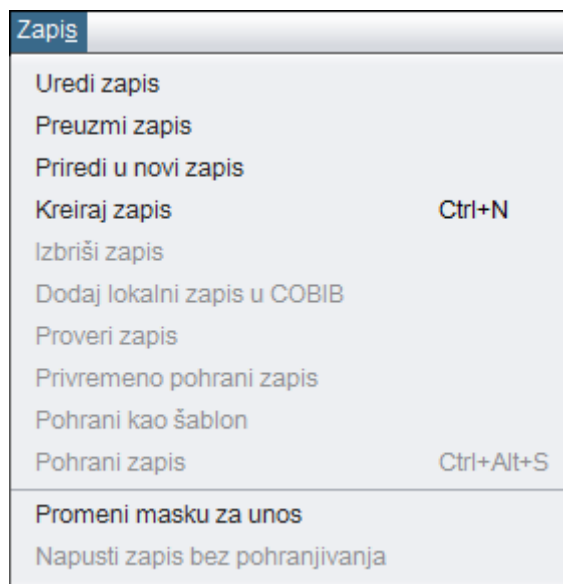 Zapis
Uredi zapis
Preuzmi zapis
Priredi u novi zapis
Kreiraj zapis Ctrl+N
Izbriši zapis
Dodaj lokalni zapis u COBIB
Proveri zapis
Privremeno pohrani zapis
Pohrani kao šablon
Pohrani zapis Ctrl+Alt+S
Promeni masku za unos
Napusti zapis bez pohranjivanja